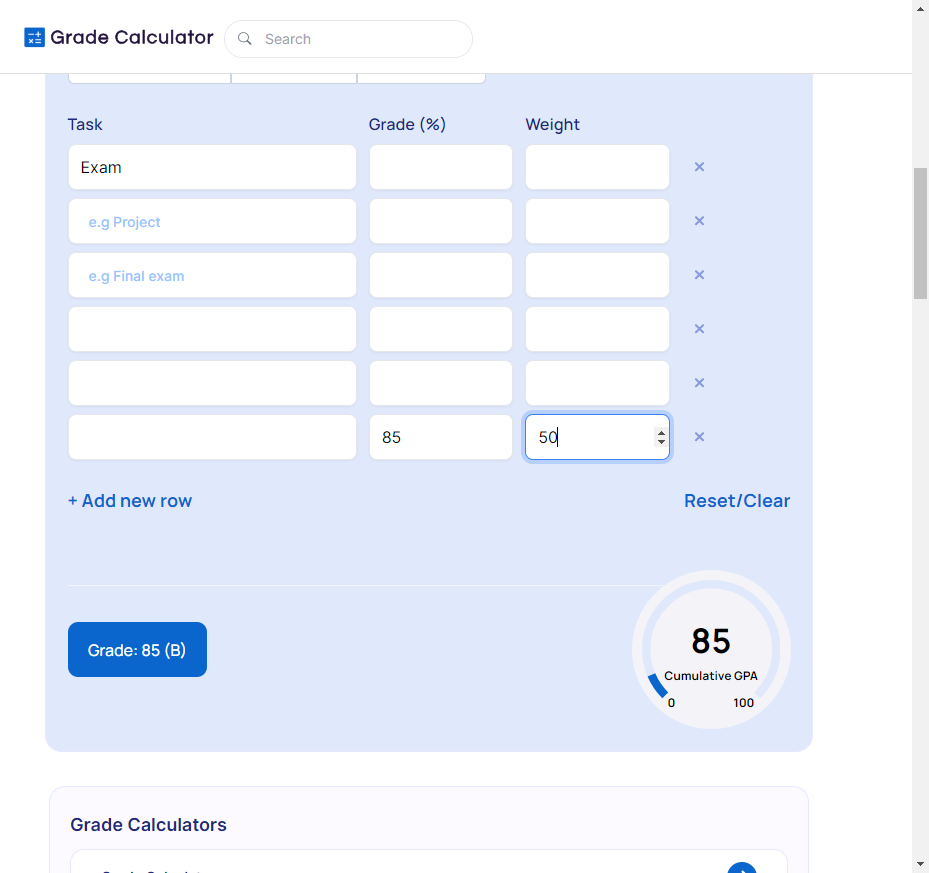 Grade Calculator
Search
Task Grade (%) Weight
Exam
e.g Project
e.g Final exam
85 50
+ Add new row Reset/Clear
85
Cumulative GPA
0 100
Grade: 85 (B)
Grade Calculators